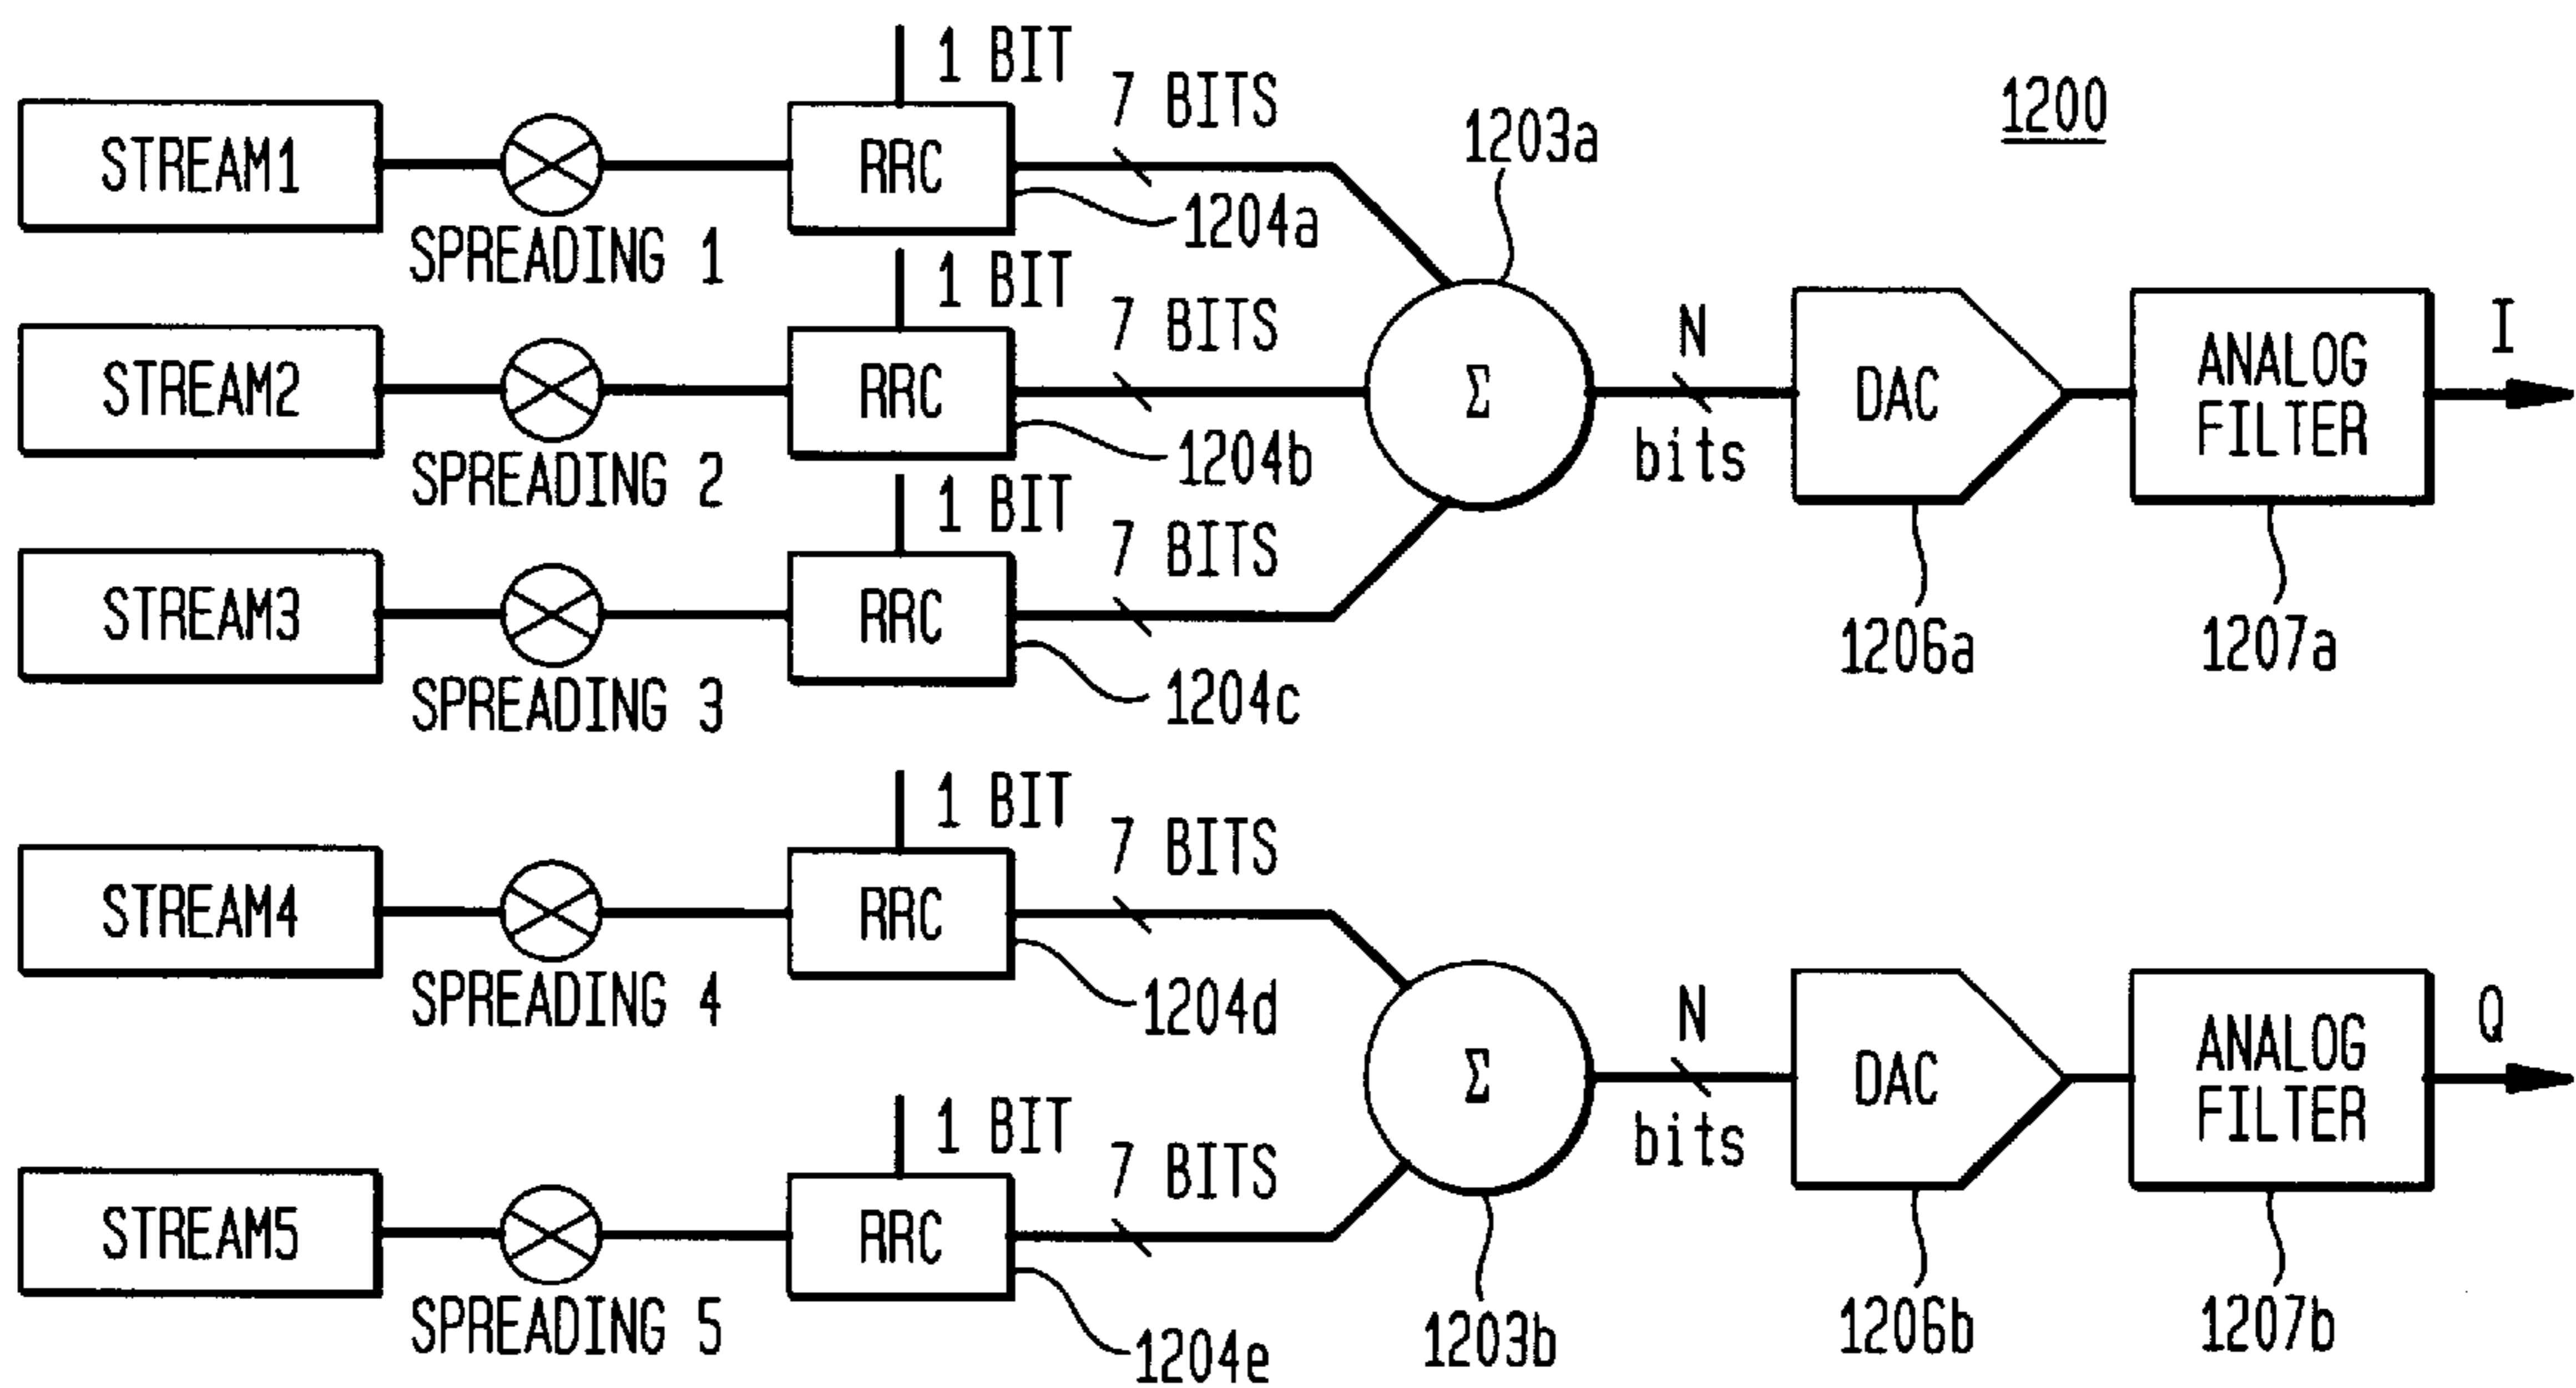 1200
1 BIT
7 BITS
STREAM1
SPREADING 1
RRC
1204a
1203a
1 BIT
7 BITS
STREAM2
SPREADING 2
RRC
1204b
1 BIT
7 BITS
STREAM3
SPREADING 3
RRC
1204c
Σ
N
bits
DAC
1206a
ANALOG
FILTER
1207a
I
1 BIT
7 BITS
STREAM4
SPREADING 4
RRC
1204d
1 BIT
7 BITS
STREAM5
SPREADING 5
RRC
1204e
Σ
1203b
N
bits
DAC
1206b
ANALOG
FILTER
1207b
Q